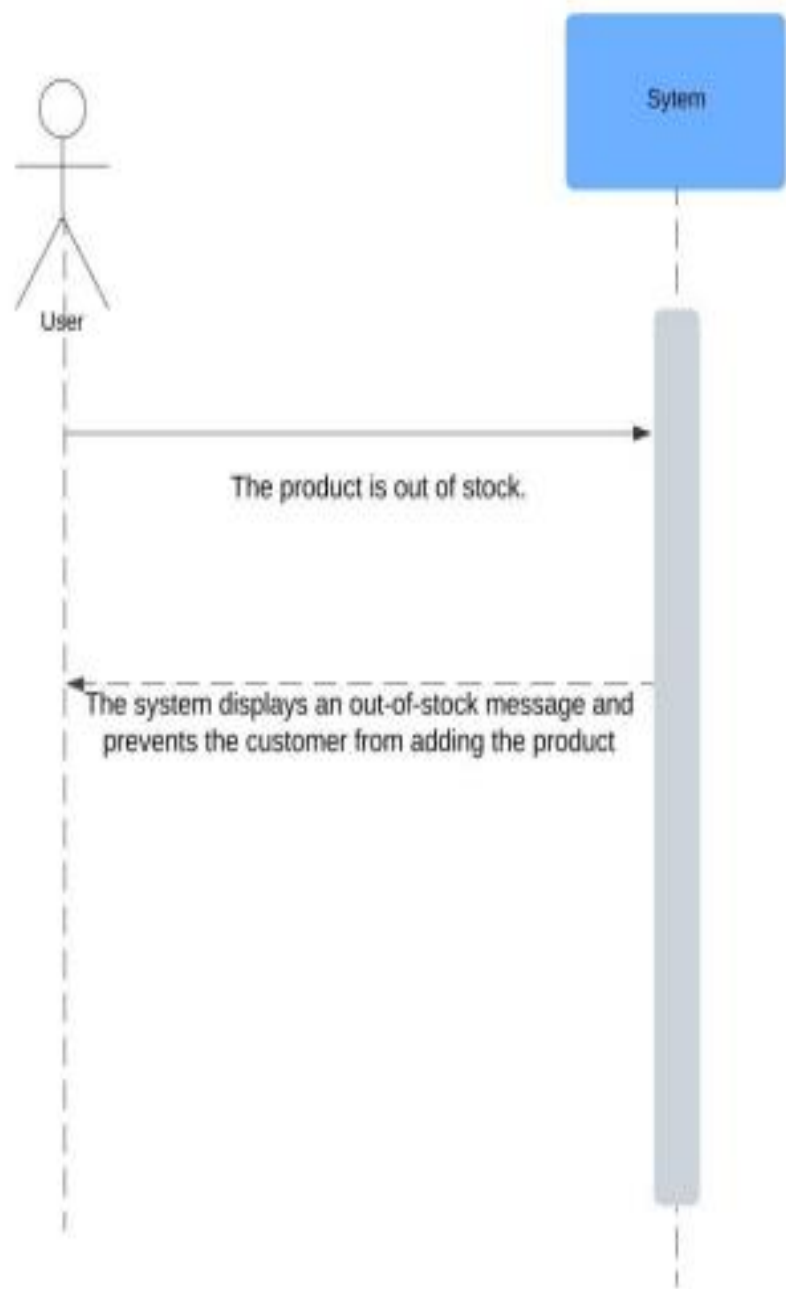 Sytem
User
The product is out of stock.
The system displays an out-of-stock message and
prevents the customer from adding the product